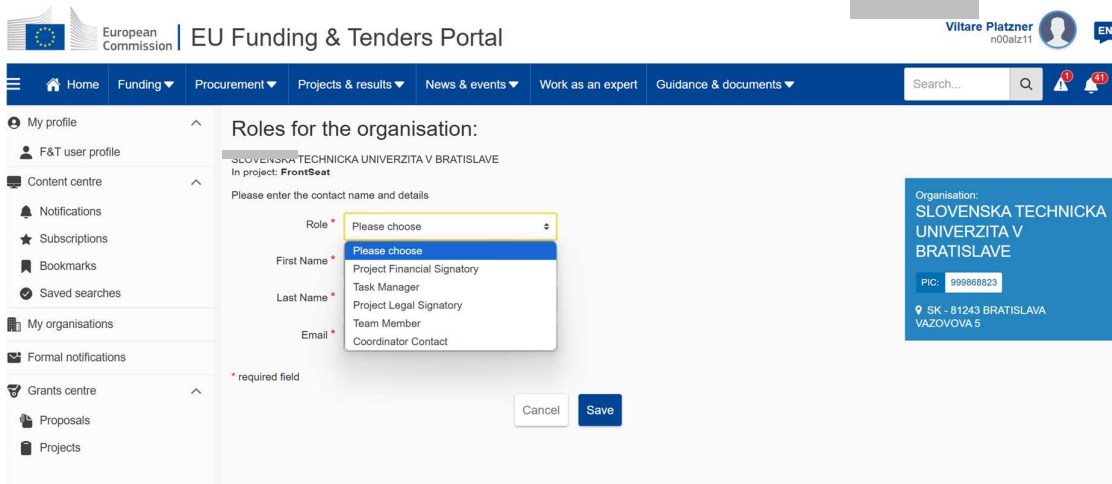 European
Commission
EU Funding & Tenders Portal
Viltare Platzner
n00alz11
EN
Home
Funding
Procurement
Projects & results
News & events
Work as an expert
Guidance & documents
Search...
1
41
My profile
F&T user profile
Content centre
Notifications
Subscriptions
Bookmarks
Saved searches
My organisations
Formal notifications
Grants centre
Proposals
Projects
Roles for the organisation:
SLOVENSKA TECHNICKA UNIVERZITA V BRATISLAVE
In project: FrontSeat
Please enter the contact name and details
Role *
Please choose
Please choose
Project Financial Signatory
Task Manager
Project Legal Signatory
Team Member
Coordinator Contact
First Name *
Last Name *
Email *
* required field
Cancel
Save
Organisation:
SLOVENSKA TECHNICKA
UNIVERZITA V
BRATISLAVE
PIC: 999868823
SK - 81243 BRATISLAVA
VAZOVOVA 5